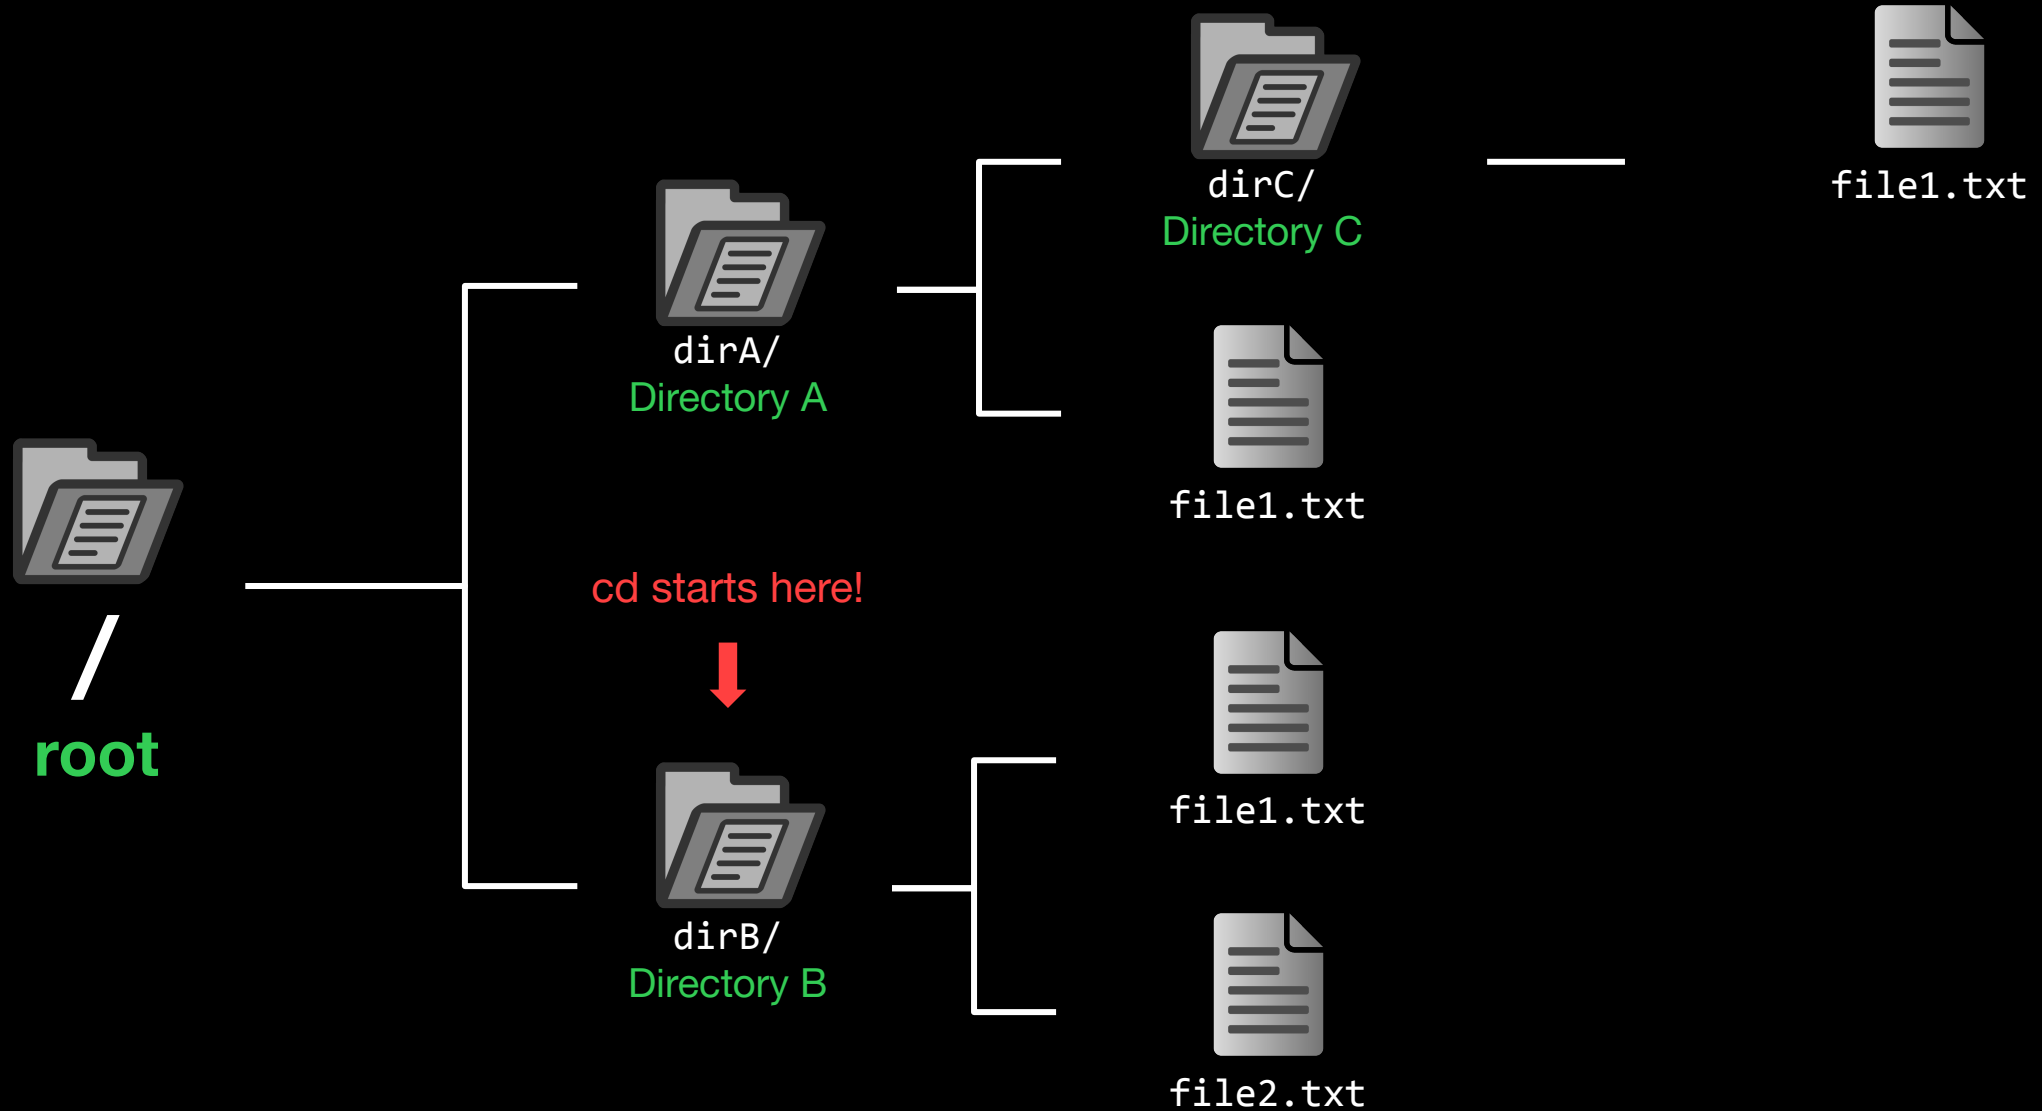 /
root
dirA/
Directory A
dirC/
Directory C
file1.txt
file1.txt
cd starts here!
dirB/
Directory B
file1.txt
file2.txt